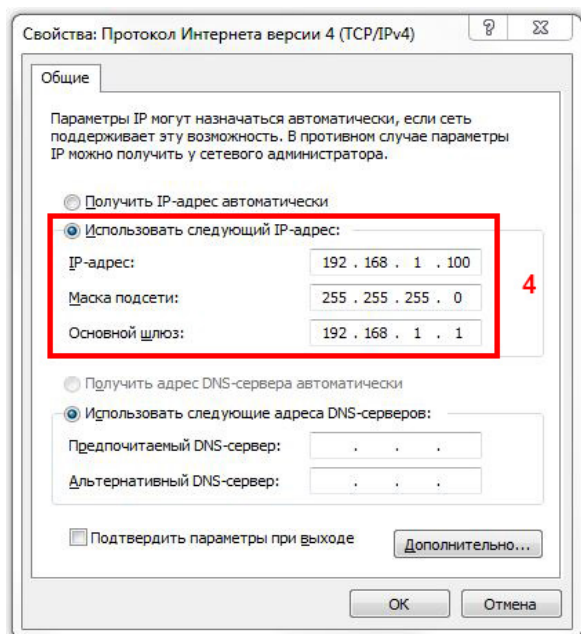 Свойства: Протокол Интернета версии 4 (TCP/IPv4)
Общие
Параметры IP могут назначаться автоматически, если сеть
поддерживает эту возможность. В противном случае параметры
IP можно получить у сетевого администратора.
Получить IP-адрес автоматически
Использовать следующий IP-адрес:
IP-адрес: 192 . 168 . 1 . 100
Маска подсети: 255 . 255 . 255 . 0
4
Основной шлюз: 192 . 168 . 1 . 1
Получить адрес DNS-сервера автоматически
Использовать следующие адреса DNS-серверов:
Предпочитаемый DNS-сервер: . . .
Альтернативный DNS-сервер: . . .
Подтвердить параметры при выходе
Дополнительно...
ОК Отмена